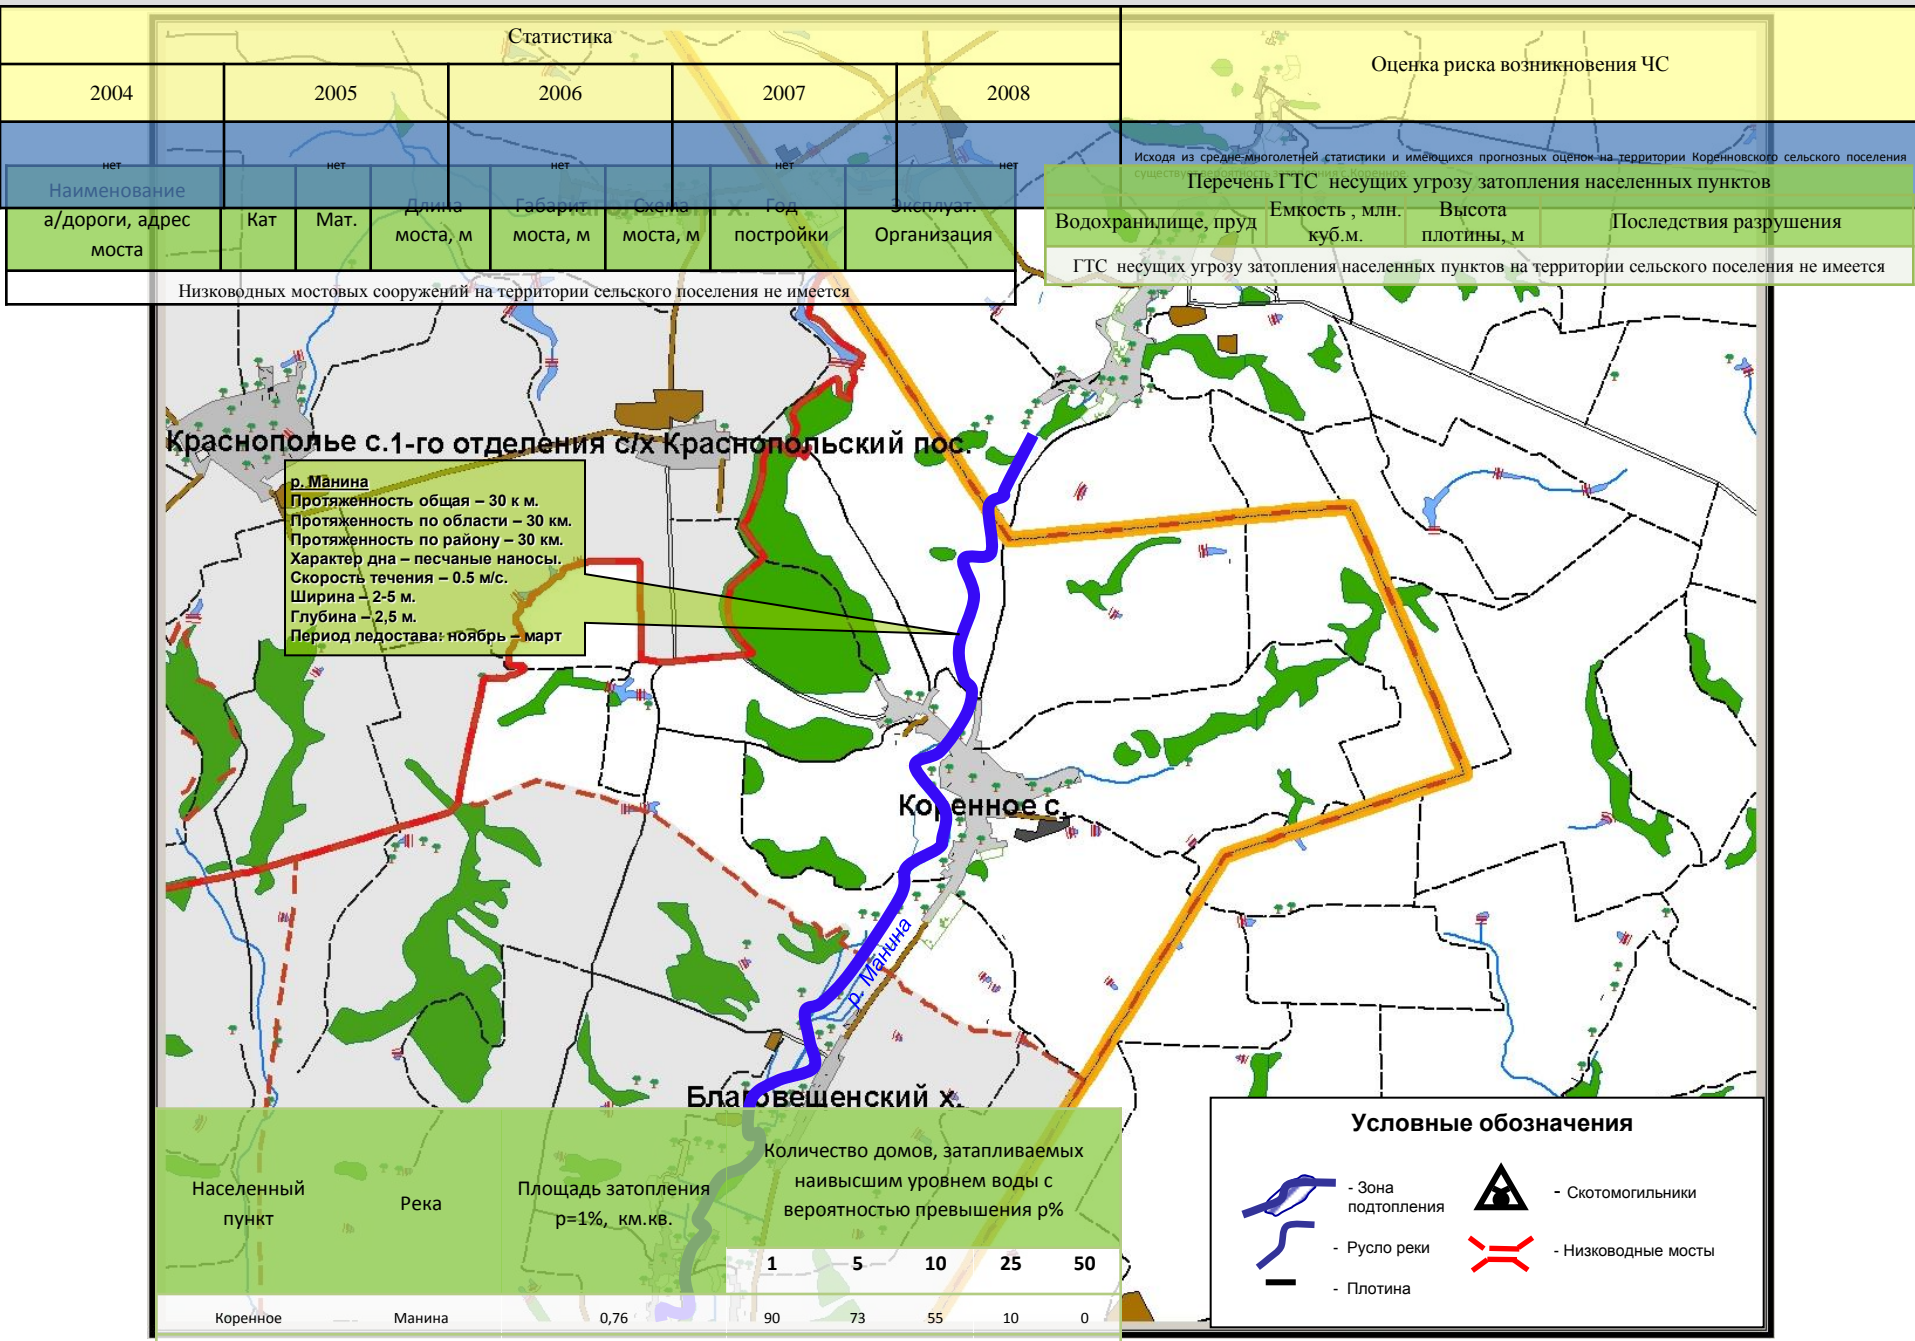 Статистика
Оценка риска возникновения ЧС
2004 2005 2006 2007 2008
нет нет нет нет нет
Исходя из средне-многолетней статистики и имеющихся прогнозных оценок на территории Коренновского сельского поселения
существует вероятность затопления с. Коренное.
Наименование
а/дороги, адрес
моста
Кат
Мат.
Длина
моста, м
Габарит
моста, м
Схема
моста, м
Год
постройки
Эксплуат.
Организация
Низководных мостовых сооружений на территории сельского поселения не имеется
Перечень ГТС несущих угрозу затопления населенных пунктов
Водохранилище, пруд
Емкость , млн.
куб.м.
Высота
плотины, м
Последствия разрушения
ГТС несущих угрозу затопления населенных пунктов на территории сельского поселения не имеется
Краснополье с.
1-го отделения с/х Краснопольский пос.
р. Манина
Протяженность общая – 30 к м.
Протяженность по области – 30 км.
Протяженность по району – 30 км.
Характер дна – песчаные наносы.
Скорость течения – 0.5 м/с.
Ширина – 2-5 м.
Глубина – 2,5 м.
Период ледостава: ноябрь – март
Коренное с.
р. Манина
Благовещенский х.
Населенный
пункт
Река
Площадь затопления
р=1%, км.кв.
Количество домов, затапливаемых
наивысшим уровнем воды с
вероятностью превышения р%
1 5 10 25 50
Коренное Манина 0,76 90 73 55 10 0
Условные обозначения
- Зона
подтопления
- Скотомогильники
- Русло реки
- Низководные мосты
- Плотина